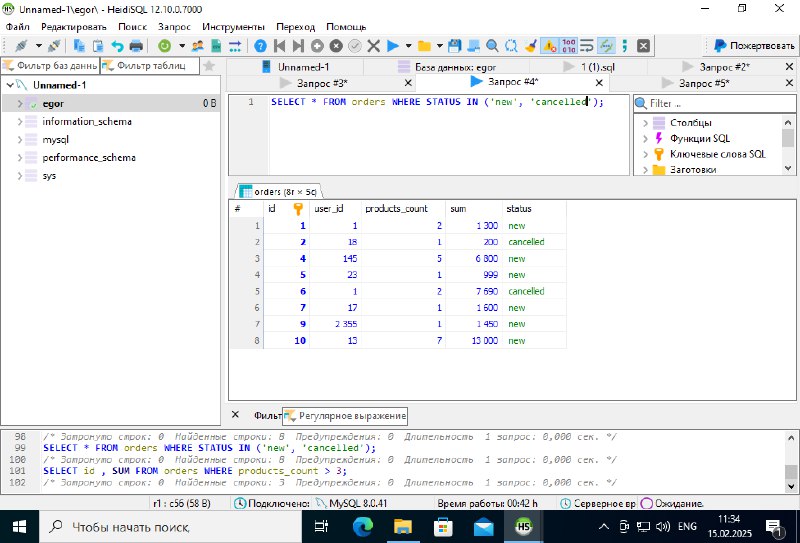 Unnamed-1\egor\ - HeidiSQL 12.10.0.7000
Файл Редактировать Поиск Запрос Инструменты Переход Помощь
Пожертвовать
Фильтр баз данны Фильтр таблиц
Unnamed-1 База данных: egor 1 (1).sql Запрос #2*
Запрос #3* Запрос #4* Запрос #5*
Unnamed-1
egor 0 B
information_schema
mysql
performance_schema
sys
1 SELECT * FROM orders WHERE STATUS IN ('new', 'cancelled');
Filter ...
Столбцы
Функции SQL
Ключевые слова SQL
Заготовки
orders (8r × 5c)
# id user_id products_count sum status
1 1 1 2 1 300 new
2 2 18 1 200 cancelled
3 4 145 5 6 800 new
4 5 23 1 999 new
5 6 1 2 7 690 cancelled
6 7 17 1 1 600 new
7 9 2 355 1 1 450 new
8 10 13 7 13 000 new
Фильт Регулярное выражение
98 /* Затронуто строк: 0 Найденные строки: 8 Предупреждения: 0 Длительность 1 запрос: 0,000 сек. */
99 SELECT * FROM orders WHERE STATUS IN ('new', 'cancelled');
100 /* Затронуто строк: 0 Найденные строки: 8 Предупреждения: 0 Длительность 1 запрос: 0,000 сек. */
101 SELECT id , SUM FROM orders WHERE products_count > 3;
102 /* Затронуто строк: 0 Найденные строки: 3 Предупреждения: 0 Длительность 1 запрос: 0,000 сек. */
r1 : c56 (58 B) Подключено: MySQL 8.0.41 Время работы: 00:42 h Серверное вр Ожидание.
Чтобы начать поиск,
HS
ENG
11:34
15.02.2025
1